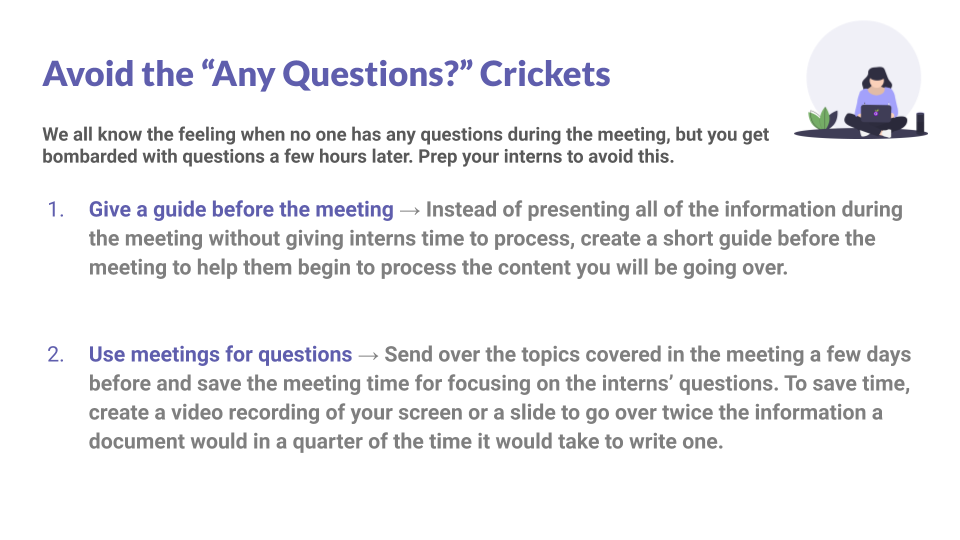 Avoid the “Any Questions?” Crickets
We all know the feeling when no one has any questions during the meeting, but you get
bombarded with questions a few hours later. Prep your interns to avoid this.
1. Give a guide before the meeting → Instead of presenting all of the information during
the meeting without giving interns time to process, create a short guide before the
meeting to help them begin to process the content you will be going over.
2. Use meetings for questions → Send over the topics covered in the meeting a few days
before and save the meeting time for focusing on the interns’ questions. To save time,
create a video recording of your screen or a slide to go over twice the information a
document would in a quarter of the time it would take to write one.